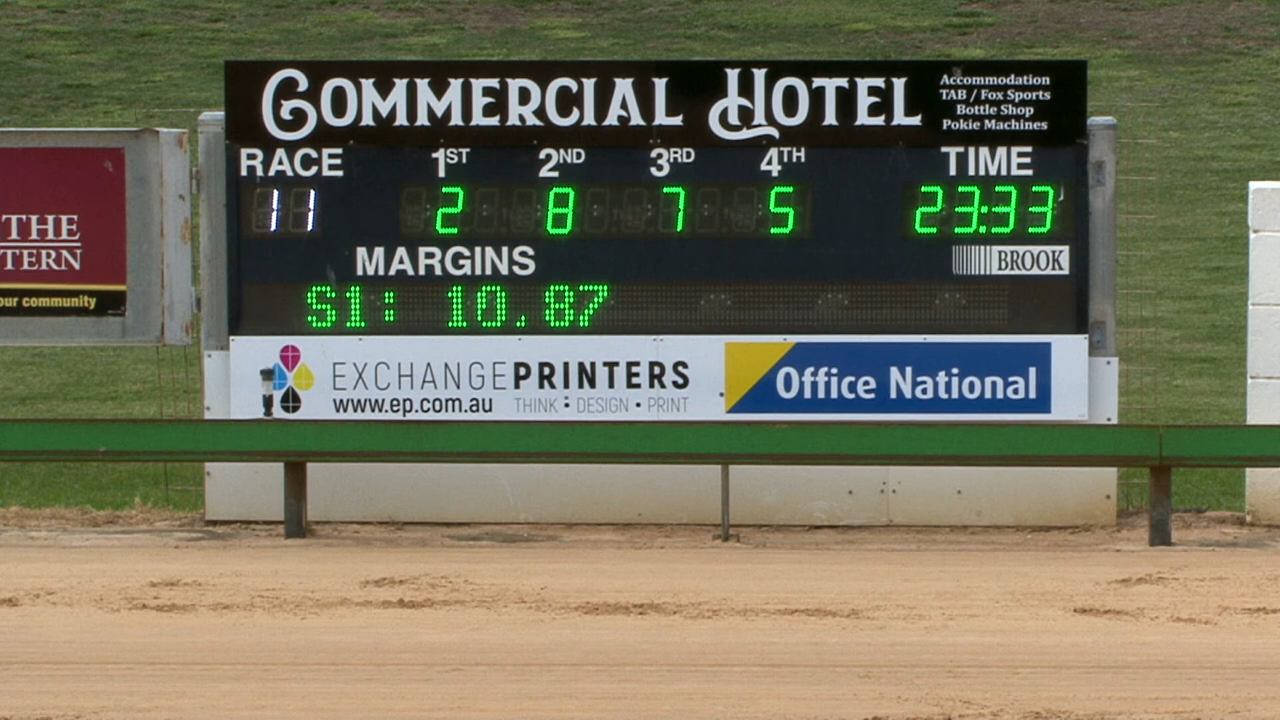 COMMERCIAL HOTEL
Accommodation
TAB / Fox Sports
Bottle Shop
Pokie Machines
RACE 1ST 2ND 3RD 4TH TIME
11 2 8 7 5 23:33
MARGINS
BROOK
S1: 10.87
THE
TERN
our community
EXCHANGEPRINTERS
www.ep.com.au THINK : DESIGN • PRINT
Office National